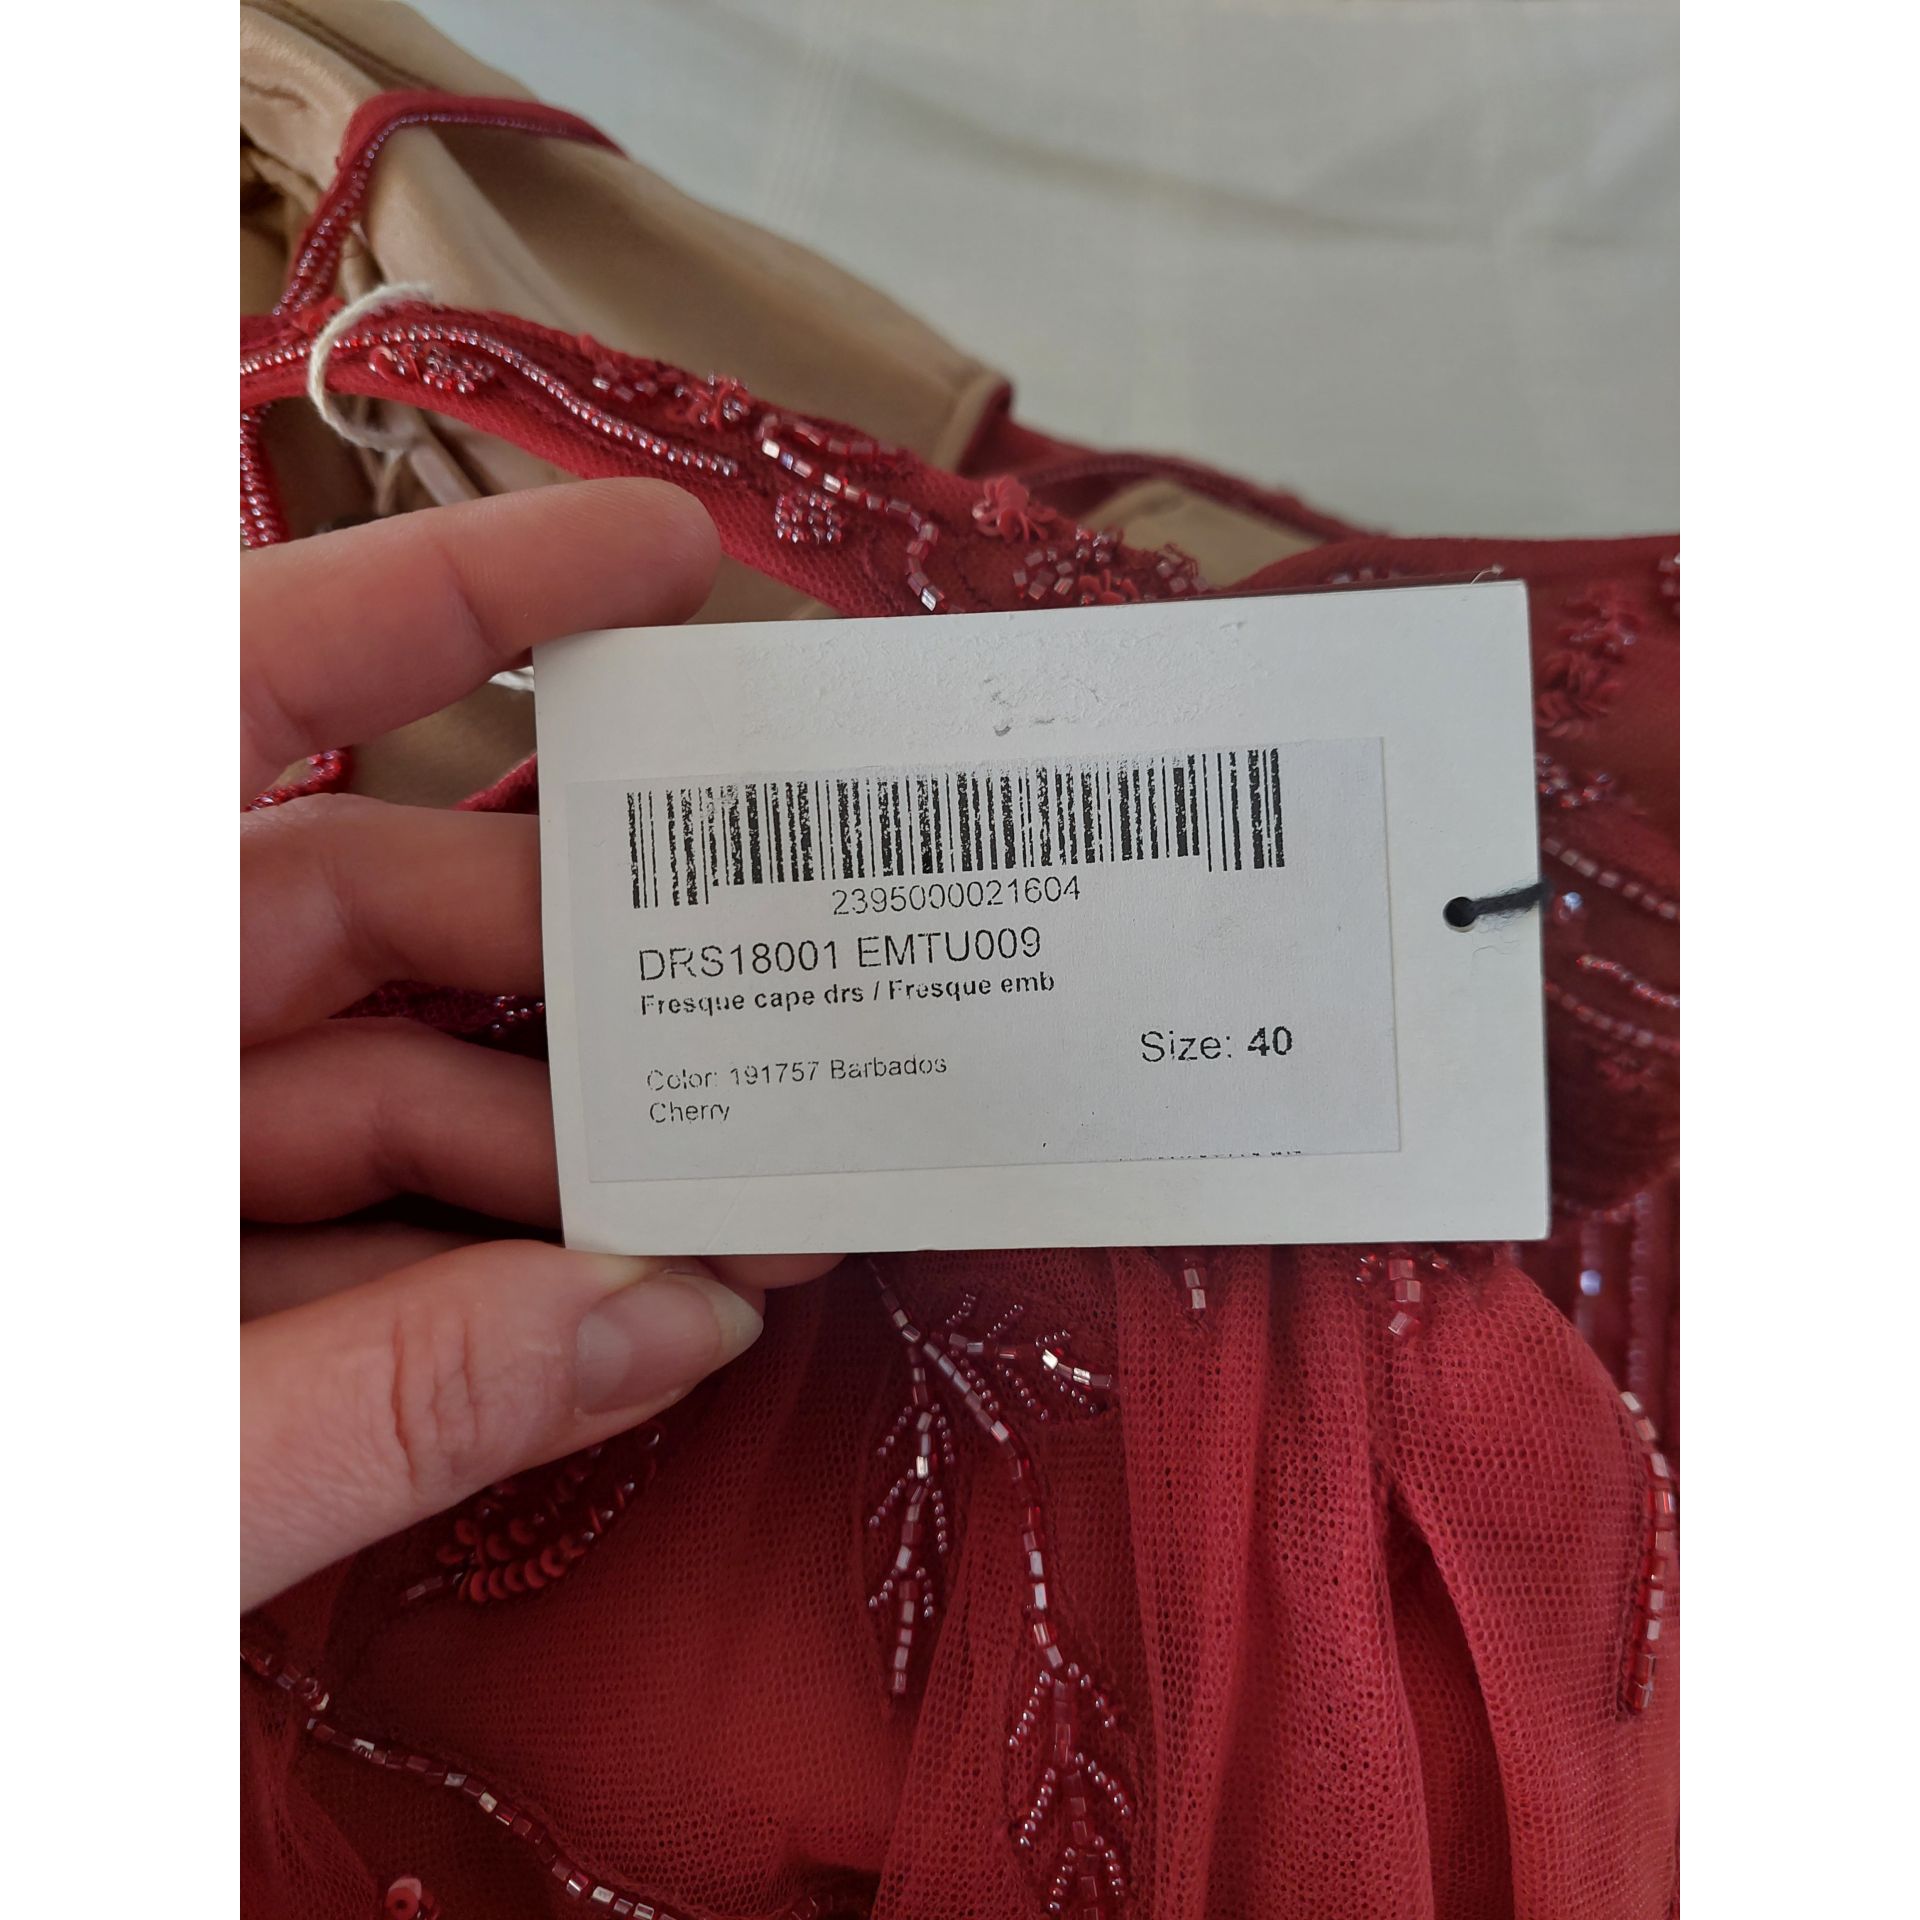 2395000021604
DRS18001 EMTU009
Fresque cape drs / Fresque emb
Color: 191757 Barbados
Cherry
Size: 40